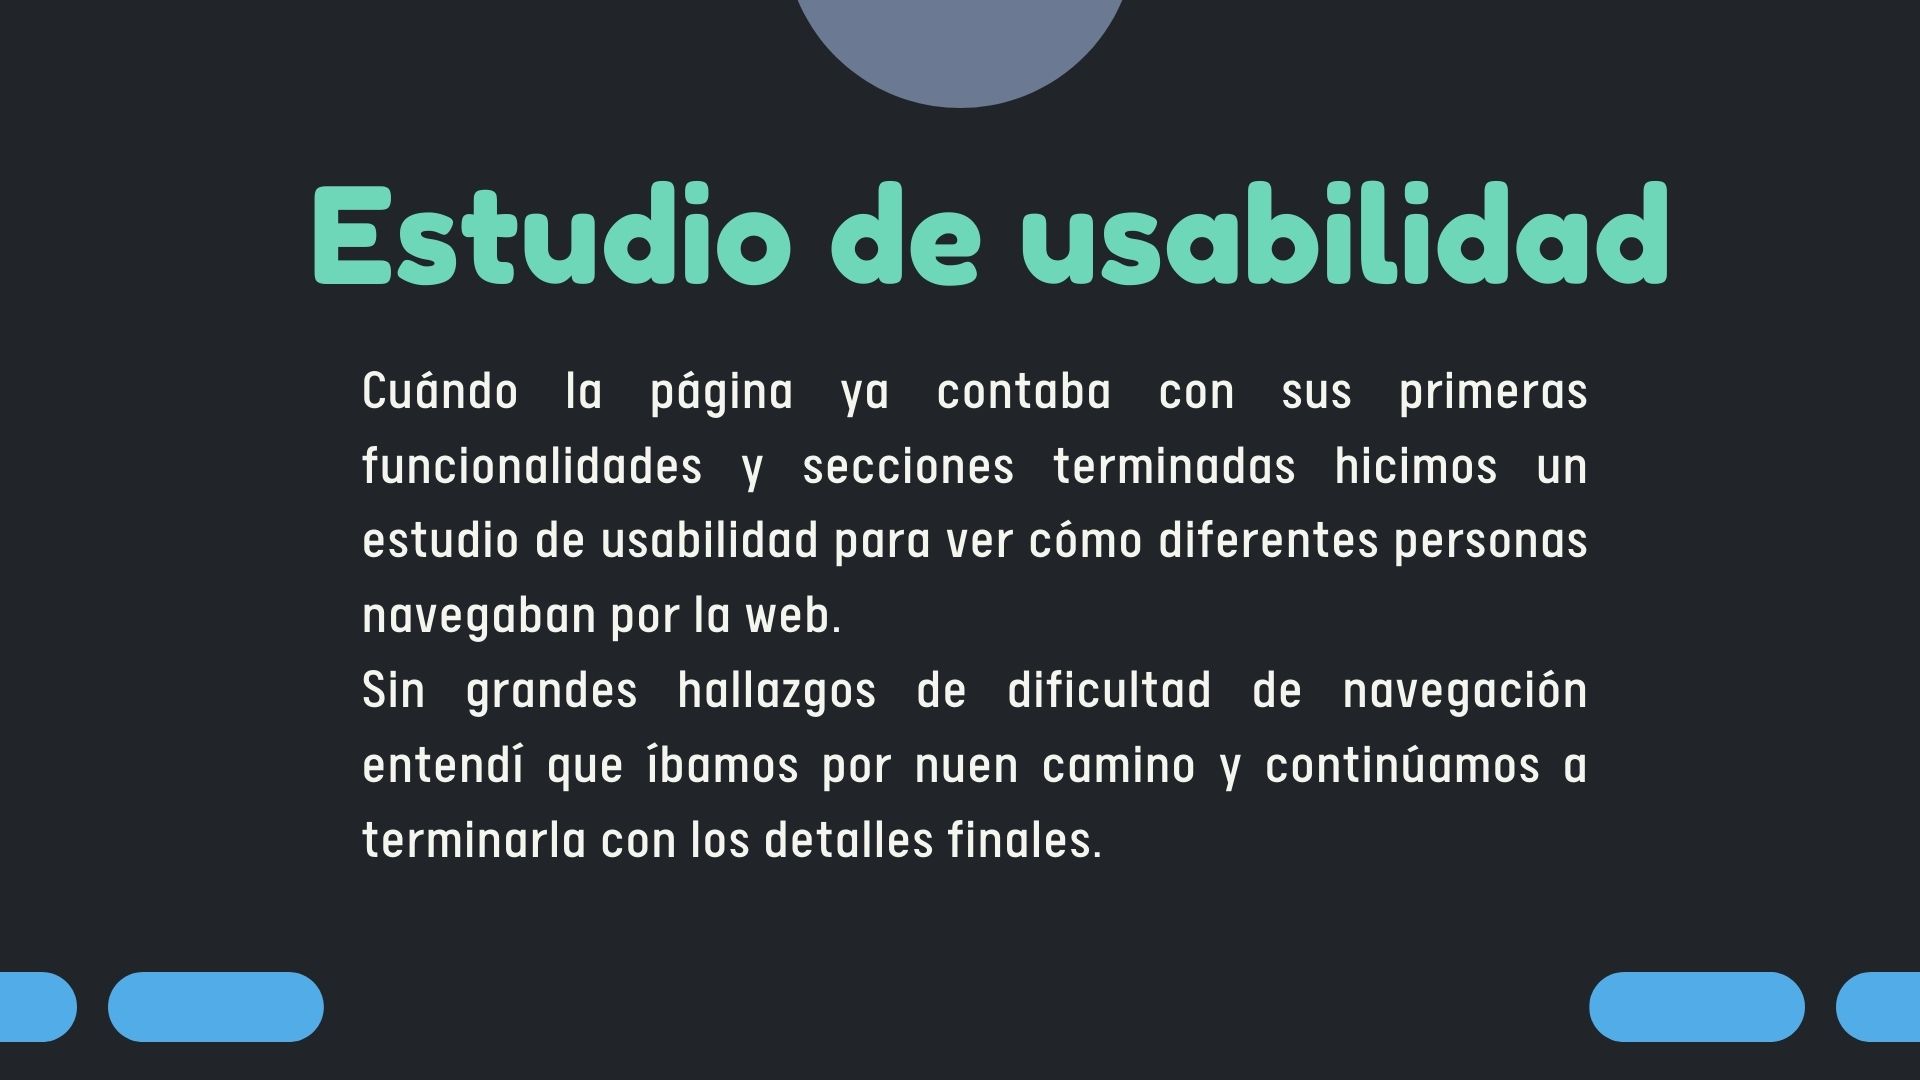 Estudio de usabilidad
Cuándo la página ya contaba con sus primeras
funcionalidades y secciones terminadas hicimos un
estudio de usabilidad para ver cómo diferentes personas
navegaban por la web.
Sin grandes hallazgos de dificultad de navegación
entendí que íbamos por nuen camino y continúamos a
terminarla con los detalles finales.